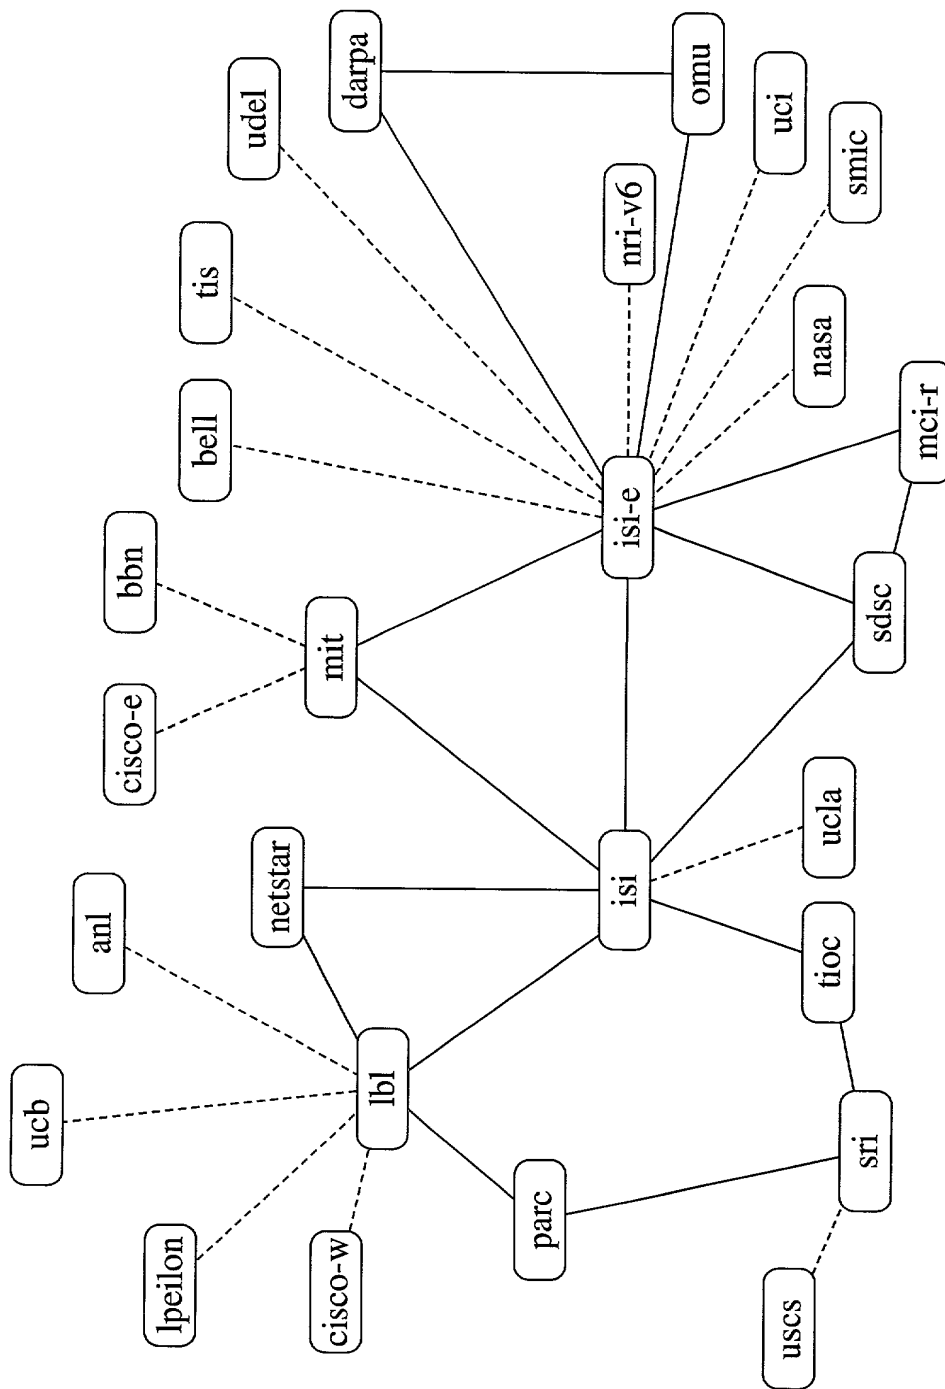 ucb
anl
cisco-e
bbn
bell
tis
udel
darpa
lpeilon
cisco-w
lbl
netstar
mit
parc
isi
isi-e
nri-v6
omu
uscs
sri
tioc
ucla
sdsc
nasa
mci-r
smic
uci